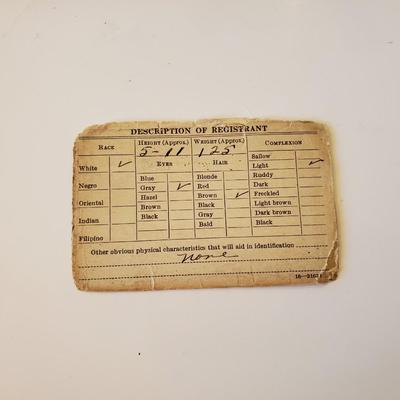 DESCRIPTION OF REGISTRANT
RACE
HEIGHT (Approx.)
WEIGHT (Approx.)
COMPLEXION
5-11
125
EYES
HAIR
White ✓
Negro
Oriental
Indian
Filipino
Blue
Gray ✓
Hazel
Brown
Black
Blonde
Red
Brown ✓
Black
Gray
Bald
Sallow
Light ✓
Ruddy
Dark
Freckled
Light brown
Dark brown
Black
Other obvious physical characteristics that will aid in identification
none